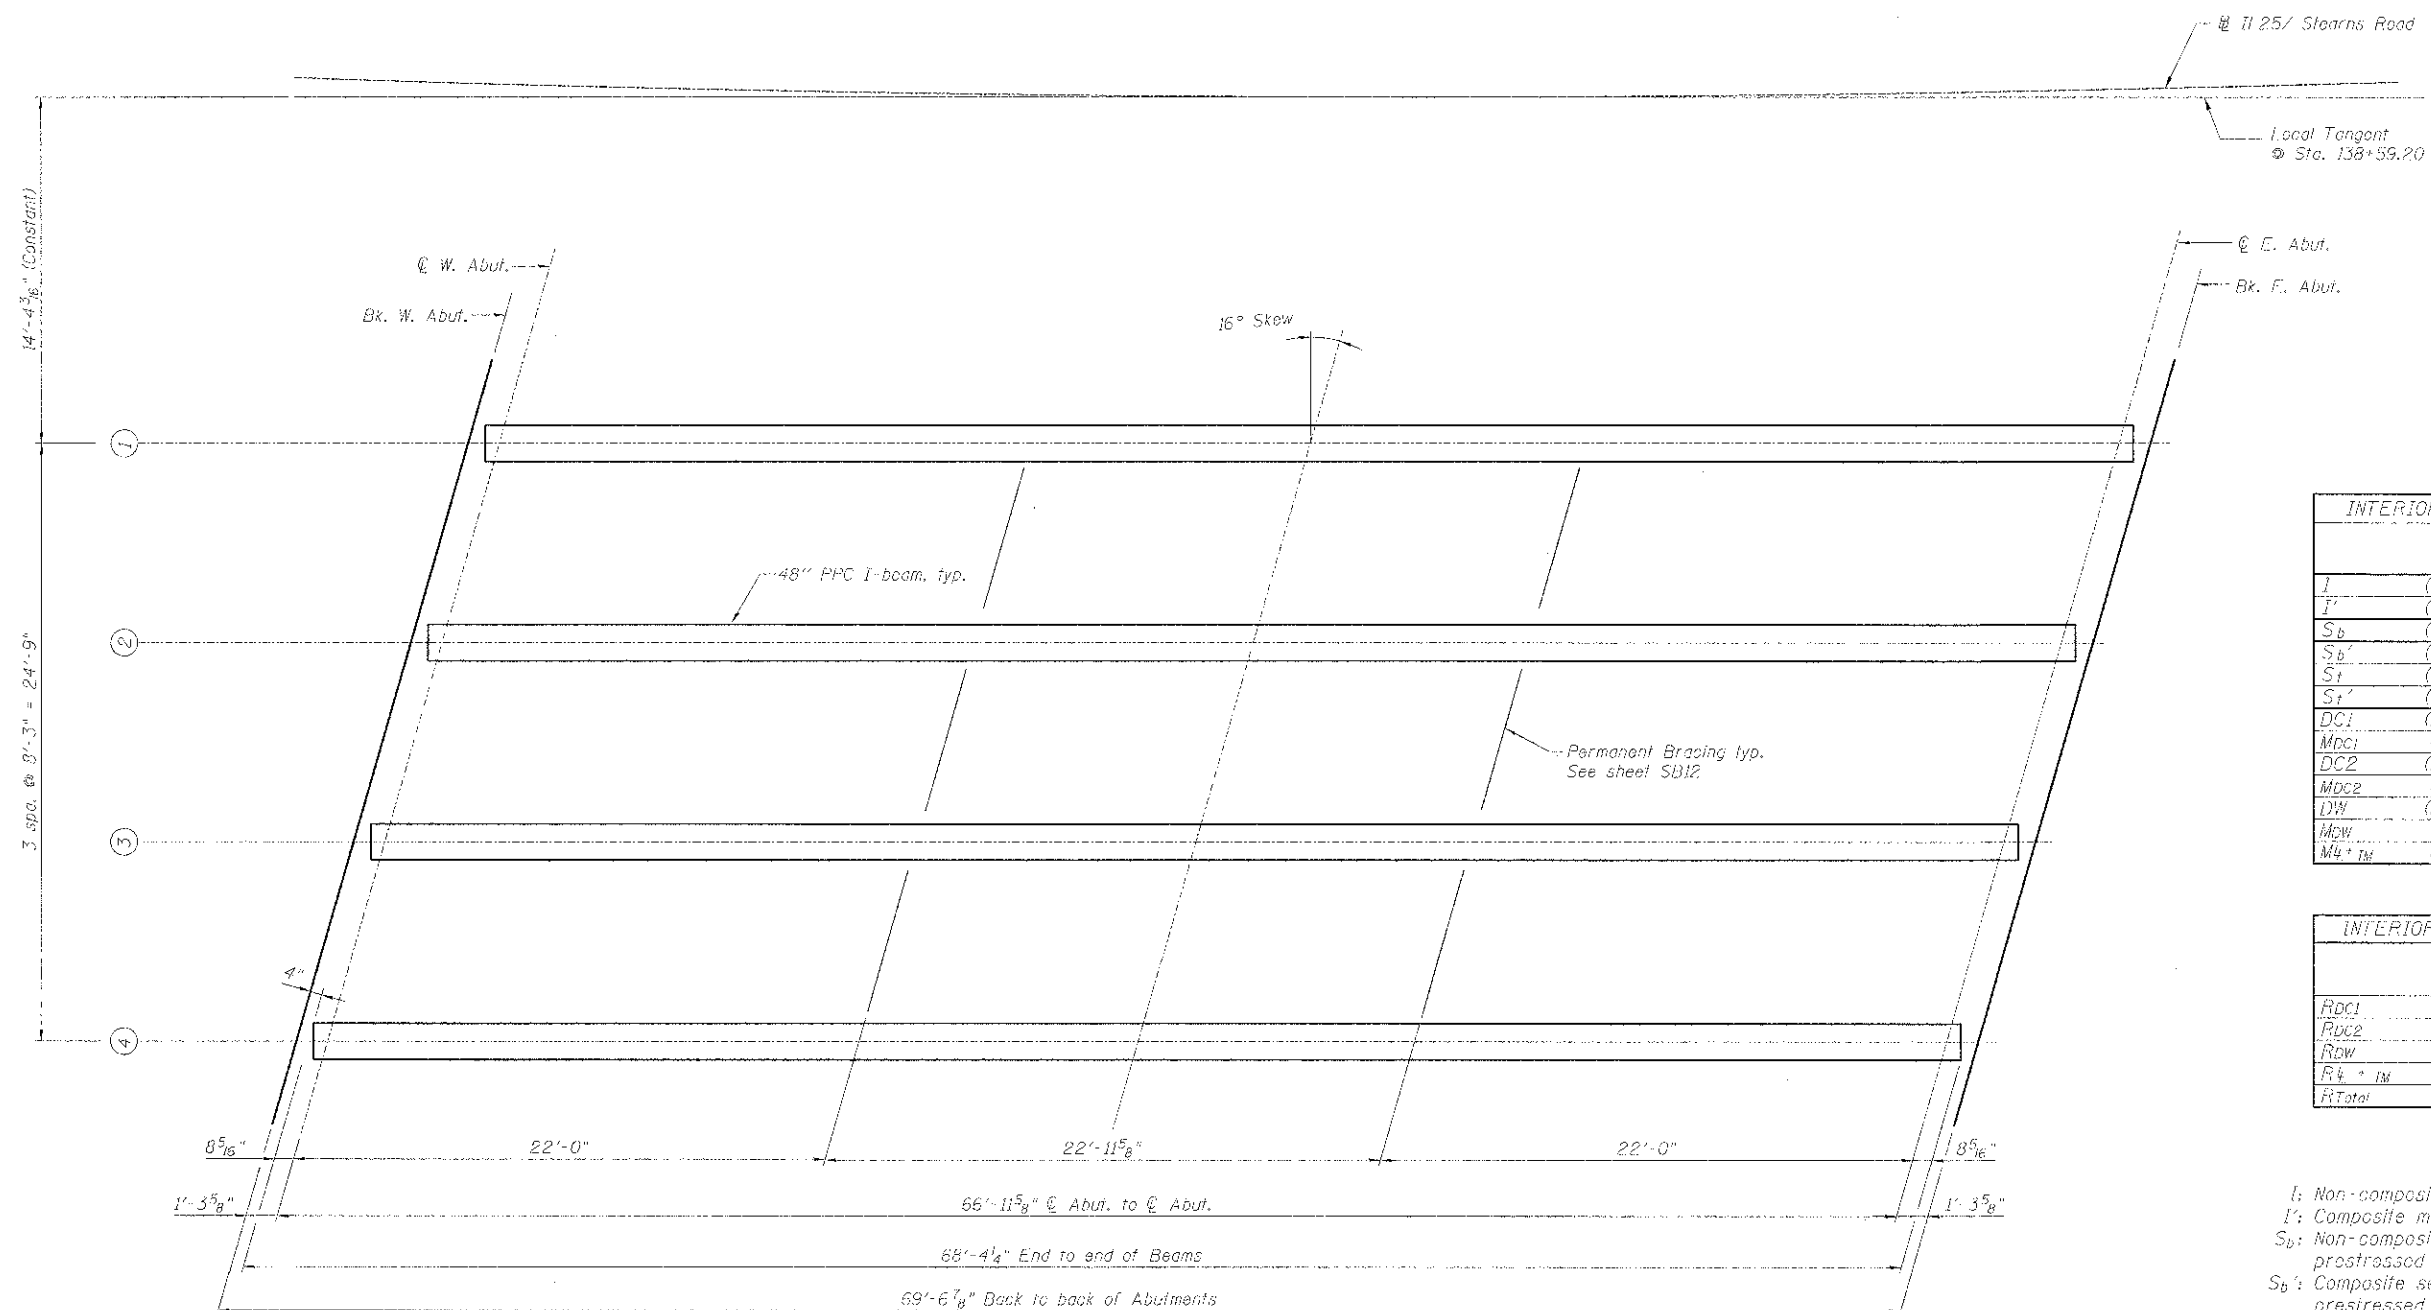 ℄ Il 25/ Stearns Road
Local Tangent
@ Sta. 138+59.20
14'-4 3/16" (Constant)
℄ W. Abut.
Bk. W. Abut.
℄ E. Abut.
Bk. E. Abut.
16° Skew
1
48" PPC I-beam, typ.
2
3 spa. @ 8'-3" = 24'-9"
Permanent Bracing typ.
See sheet SB12
3
4"
4
8 5/16"
22'-0"
22'-11 5/8"
22'-0"
8 5/16"
1'-3 5/8"
66'-11 5/8" ℄ Abut. to ℄ Abut.
1'-3 5/8"
68'-4 1/4" End to end of Beams
69'-6 7/8" Back to back of Abutments
INTERIOR
I (
I' (
Sb (
Sb' (
St (
St' (
DC1 (
MDC1
DC2 (
MDC2
DW (
MDW
M℄ + IM
INTERIOR
RDC1
RDC2
RDW
R℄ + IM
RTotal
I: Non-composi
I': Composite m
Sb: Non-composi
prestressed
Sb': Composite se
prestressed